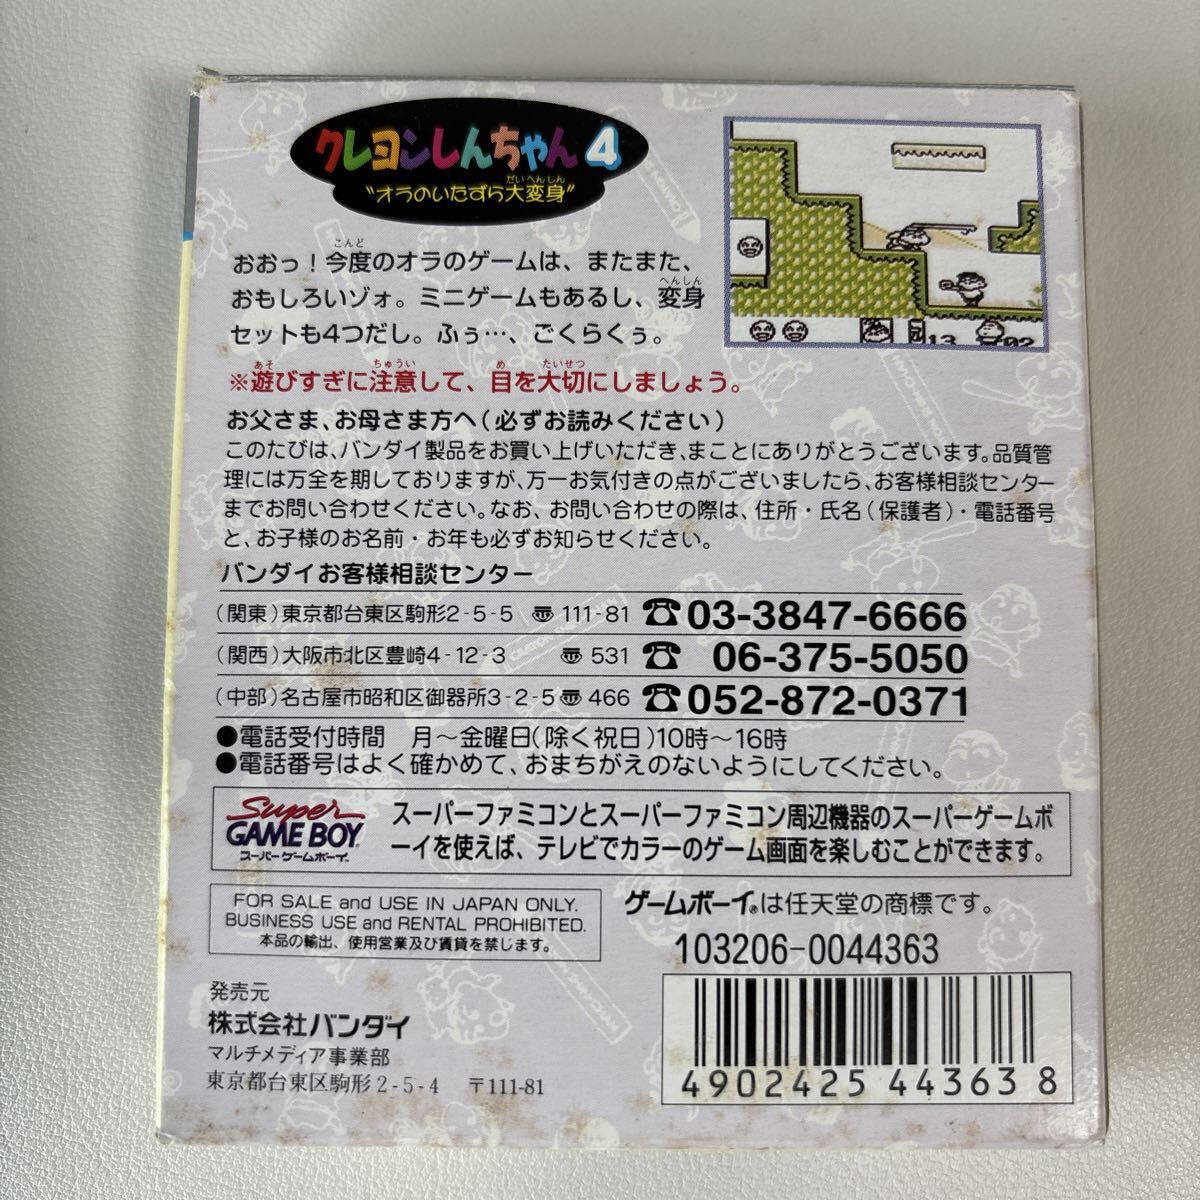 クレヨンしんちゃん4
だいへんしん
"オラのいたずら大変身"
こんど
おおっ!今度のオラのゲームは、またまた、
へんしん
おもしろいゾォ。ミニゲームもあるし、変身
セットも4つだし。ふぅ…、ごくらくぅ。
あそ ちゅうい め たいせつ
※遊びすぎに注意して、目を大切にしましょう。
お父さま、お母さま方へ(必ずお読みください)
このたびは、バンダイ製品をお買い上げいただき、まことにありがとうございます。品質管
理には万全を期しておりますが、万一お気付きの点がございましたら、お客様相談センター
までお問い合わせください。なお、お問い合わせの際は、住所・氏名(保護者)・電話番号
と、お子様のお名前・お年も必ずお知らせください。
バンダイお客様相談センター
(関東)東京都台東区駒形2-5-5 〠 111-81 ☎03-3847-6666
(関西)大阪市北区豊崎4-12-3 〠 531 ☎ 06-375-5050
(中部)名古屋市昭和区御器所3-2-5 〠 466 ☎052-872-0371
●電話受付時間 月〜金曜日(除く祝日)10時〜16時
●電話番号はよく確かめて、おまちがえのないようにしてください。
Super
GAME BOY
スーパーゲームボーイ
スーパーファミコンとスーパーファミコン周辺機器のスーパーゲームボ
ーイを使えば、テレビでカラーのゲーム画面を楽しむことができます。
FOR SALE and USE IN JAPAN ONLY.
BUSINESS USE and RENTAL PROHIBITED.
本品の輸出、使用営業及び賃貸を禁じます。
ゲームボーイ®は任天堂の商標です。
103206-0044363
4902425 443638
発売元
株式会社バンダイ
マルチメディア事業部
東京都台東区駒形2-5-4 〒111-81